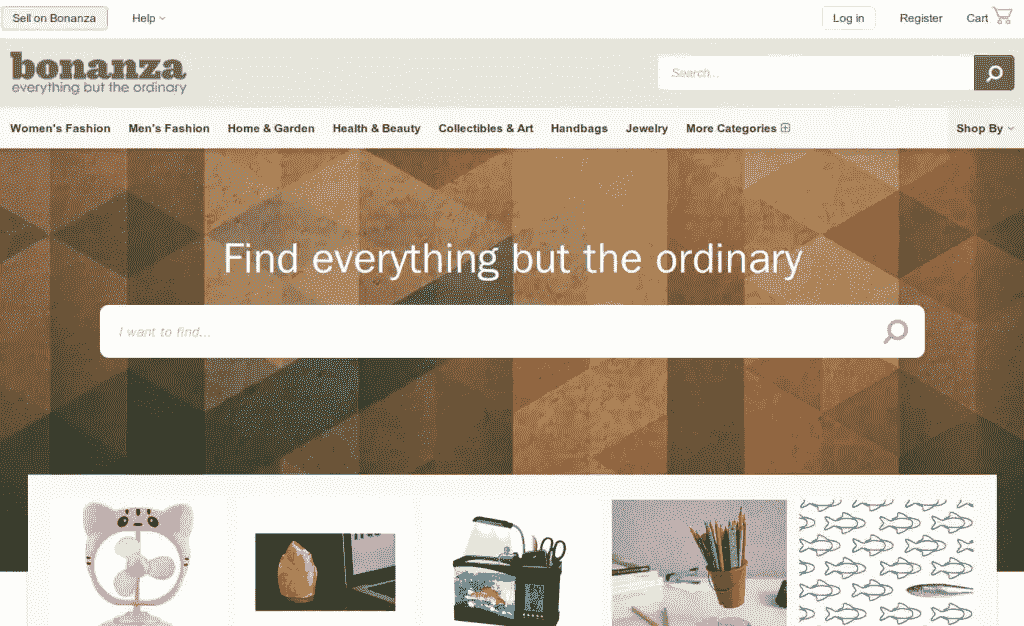 Sell on Bonanza Help Log in Register Cart
bonanza
everything but the ordinary
Search...
Women's Fashion Men's Fashion Home & Garden Health & Beauty Collectibles & Art Handbags Jewelry More Categories Shop By
Find everything but the ordinary
I want to find...